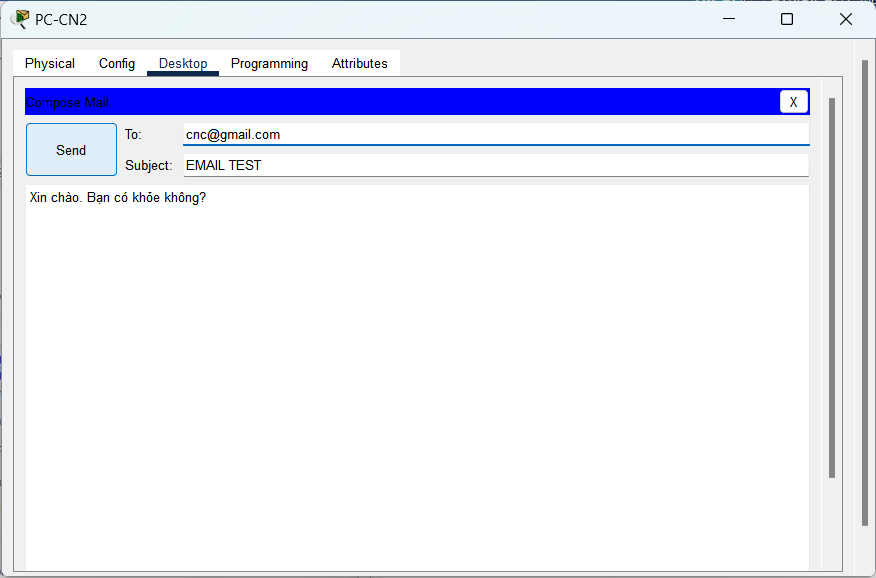 PC-CN2
Physical Config Desktop Programming Attributes
Compose Mail
X
Send
To:
cnc@gmail.com
Subject:
EMAIL TEST
Xin chào. Bạn có khỏe không?